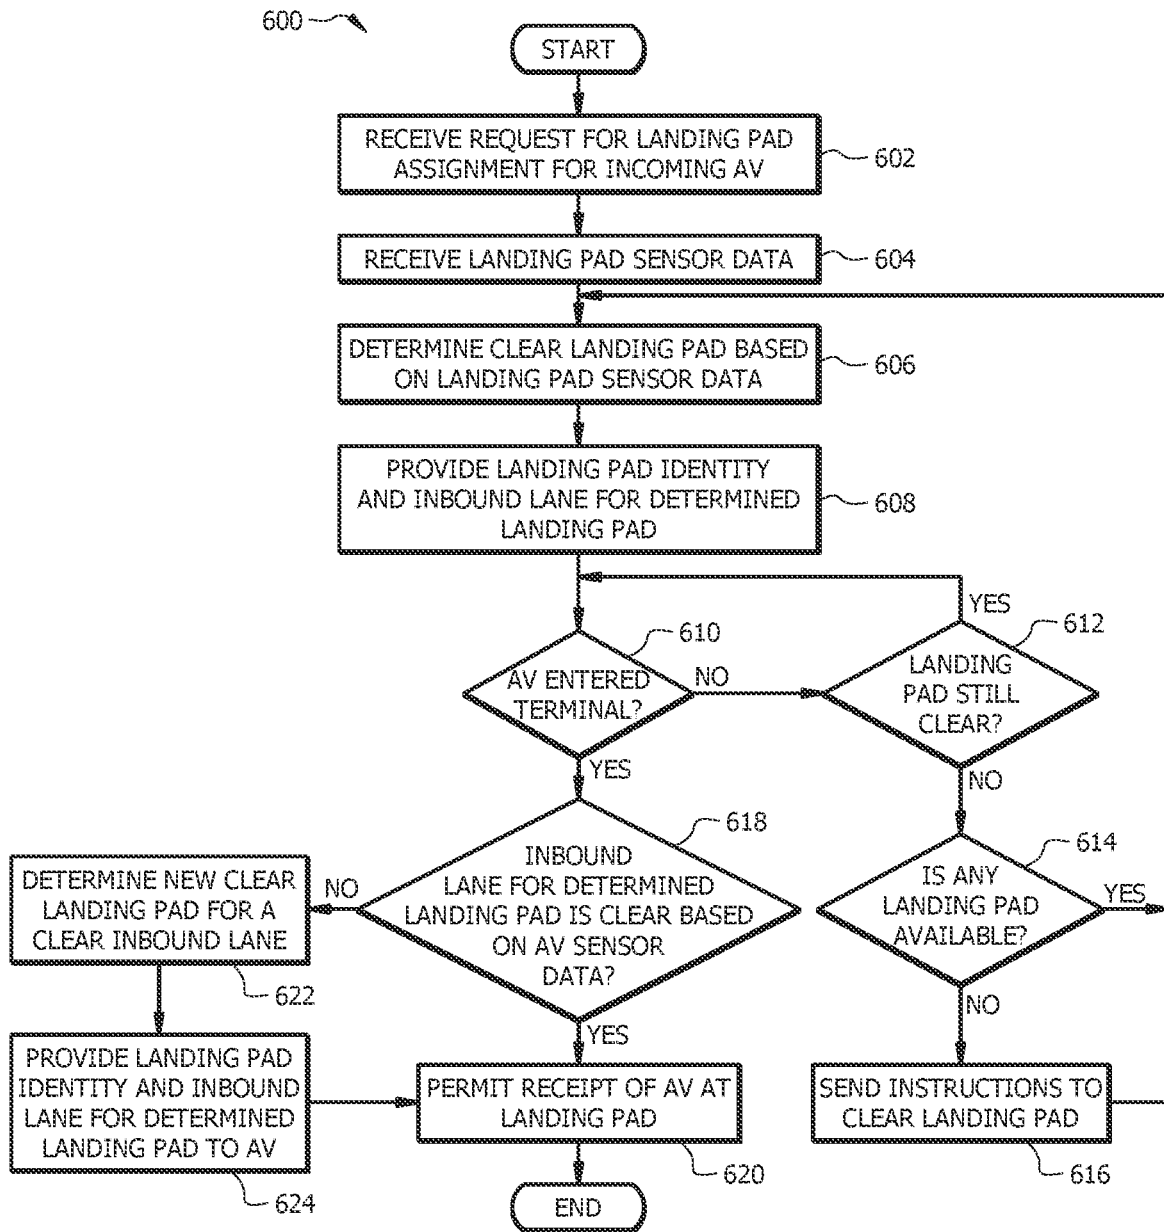 600
START
RECEIVE REQUEST FOR LANDING PAD
ASSIGNMENT FOR INCOMING AV
602
RECEIVE LANDING PAD SENSOR DATA
604
DETERMINE CLEAR LANDING PAD BASED
ON LANDING PAD SENSOR DATA
606
PROVIDE LANDING PAD IDENTITY
AND INBOUND LANE FOR DETERMINED
LANDING PAD
608
AV ENTERED
TERMINAL?
610
NO
YES
LANDING
PAD STILL
CLEAR?
612
YES
NO
IS ANY
LANDING PAD
AVAILABLE?
614
YES
NO
SEND INSTRUCTIONS TO
CLEAR LANDING PAD
616
INBOUND
LANE FOR DETERMINED
LANDING PAD IS CLEAR BASED
ON AV SENSOR
DATA?
618
NO
YES
DETERMINE NEW CLEAR
LANDING PAD FOR A
CLEAR INBOUND LANE
622
PROVIDE LANDING PAD
IDENTITY AND INBOUND
LANE FOR DETERMINED
LANDING PAD TO AV
624
PERMIT RECEIPT OF AV AT
LANDING PAD
620
END